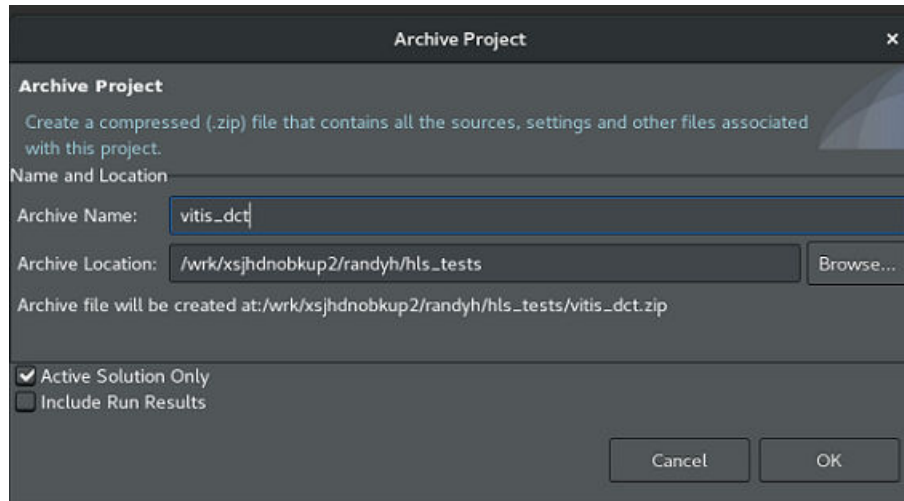 Archive Project
Archive Project
Create a compressed (.zip) file that contains all the sources, settings and other files associated
with this project.
Name and Location
Archive Name: vitis_dct
Archive Location: /wrk/xsjhdnobkup2/randyh/hls_tests Browse...
Archive file will be created at:/wrk/xsjhdnobkup2/randyh/hls_tests/vitis_dct.zip
Active Solution Only
Include Run Results
Cancel OK